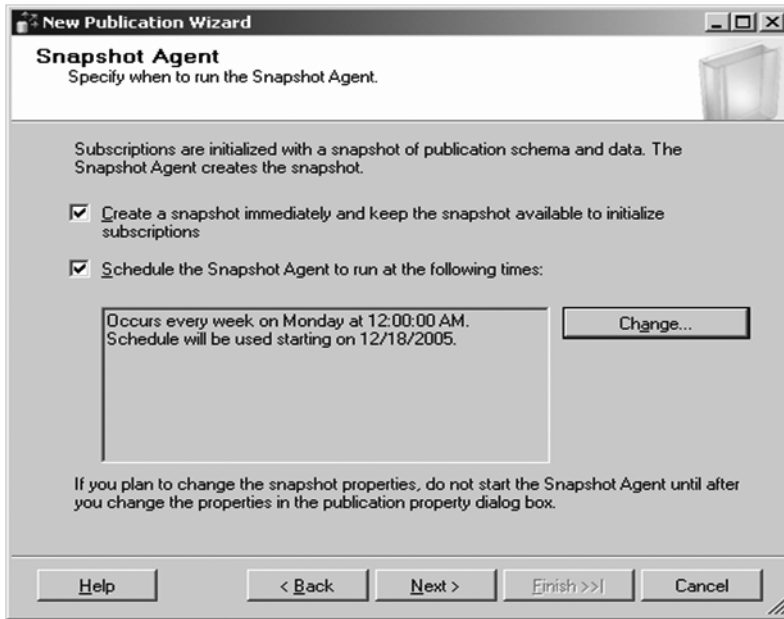 New Publication Wizard
Snapshot Agent
Specify when to run the Snapshot Agent.
Subscriptions are initialized with a snapshot of publication schema and data. The
Snapshot Agent creates the snapshot.
Create a snapshot immediately and keep the snapshot available to initialize
subscriptions
Schedule the Snapshot Agent to run at the following times:
Occurs every week on Monday at 12:00:00 AM.
Schedule will be used starting on 12/18/2005.
Change...
If you plan to change the snapshot properties, do not start the Snapshot Agent until after
you change the properties in the publication property dialog box.
Help
< Back
Next >
Finish >>|
Cancel